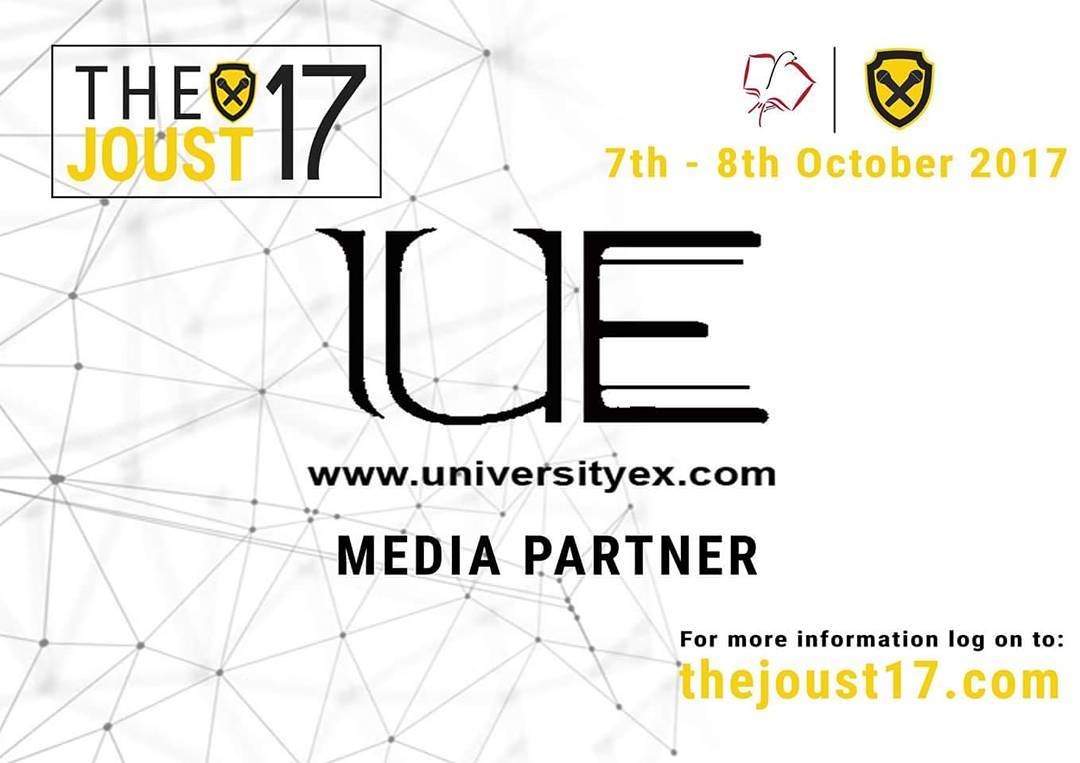 THE 17
JOUST
7th - 8th October 2017
UE
www.universityex.com
MEDIA PARTNER
For more information log on to:
thejoust17.com